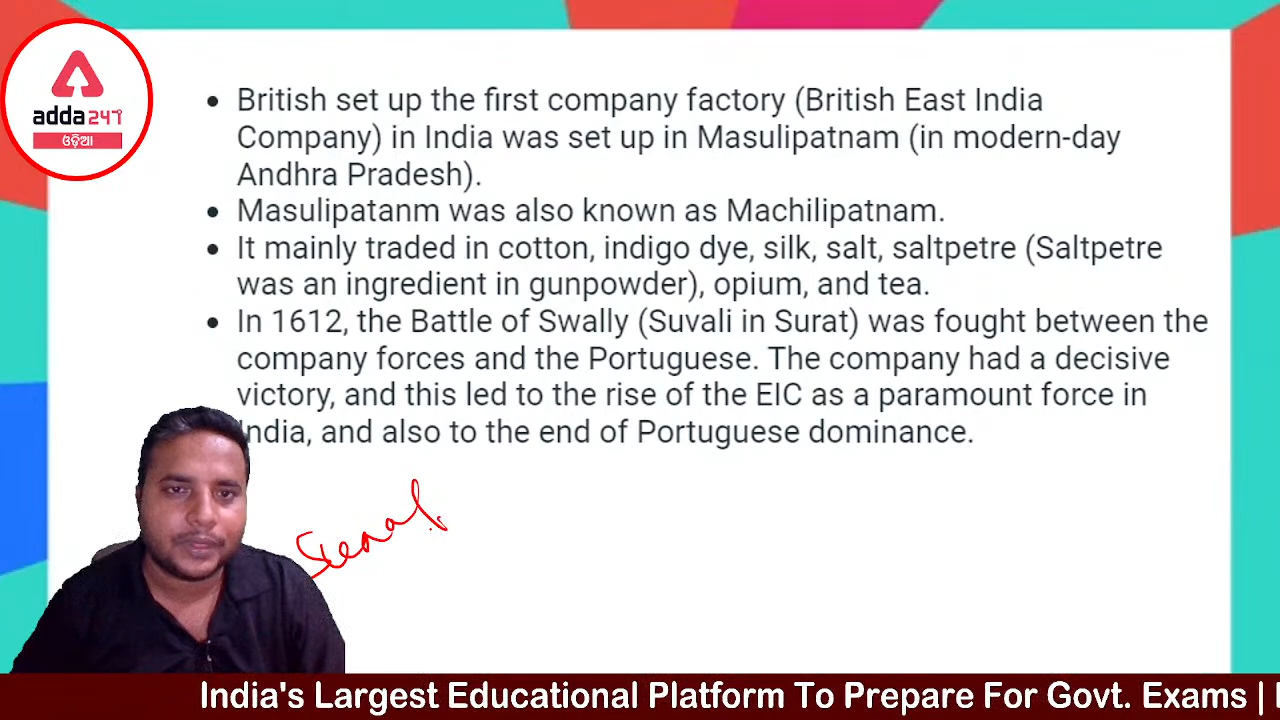 adda247
ଓଡ଼ିଆ
• British set up the first company factory (British East India
Company) in India was set up in Masulipatnam (in modern-day
Andhra Pradesh).
• Masulipatanm was also known as Machilipatnam.
• It mainly traded in cotton, indigo dye, silk, salt, saltpetre (Saltpetre
was an ingredient in gunpowder), opium, and tea.
• In 1612, the Battle of Swally (Suvali in Surat) was fought between the
company forces and the Portuguese. The company had a decisive
victory, and this led to the rise of the EIC as a paramount force in
India, and also to the end of Portuguese dominance.
India's Largest Educational Platform To Prepare For Govt. Exams |